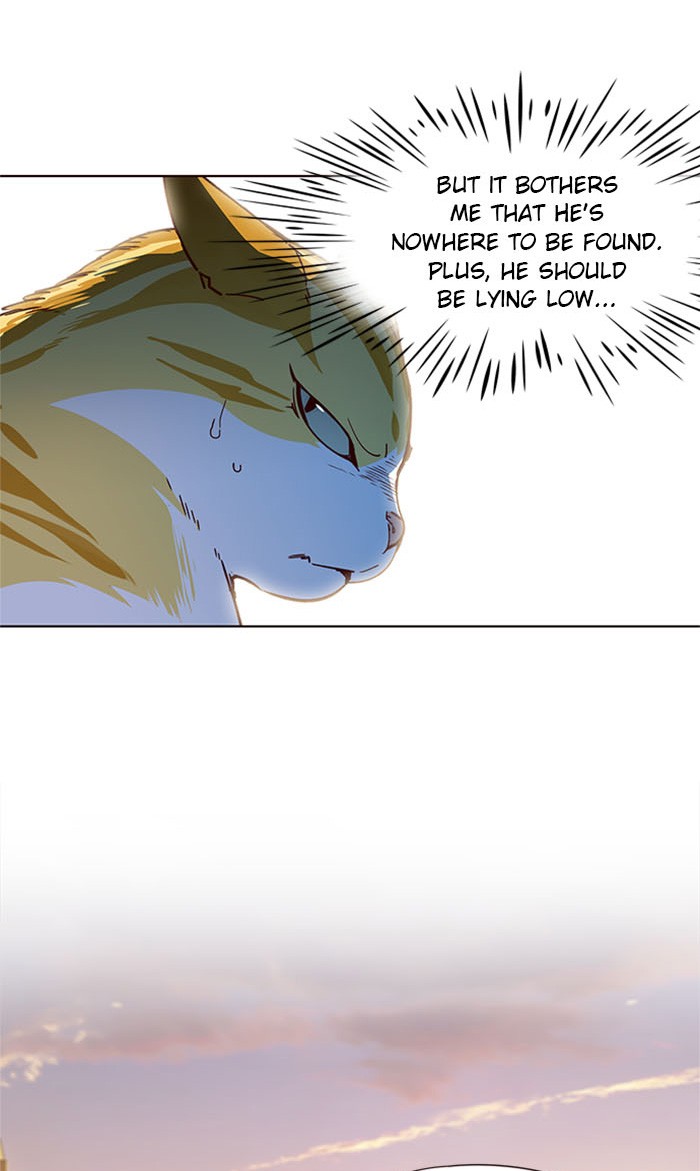 BUT IT BOTHERS
ME THAT HE'S
NOWHERE TO BE FOUND.
PLUS, HE SHOULD
BE LYING LOW...